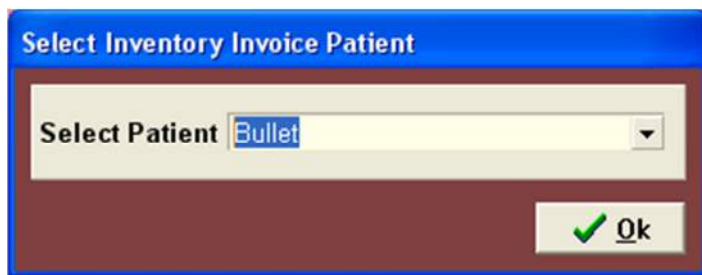 Select Inventory Invoice Patient
Select Patient Bullet
Ok